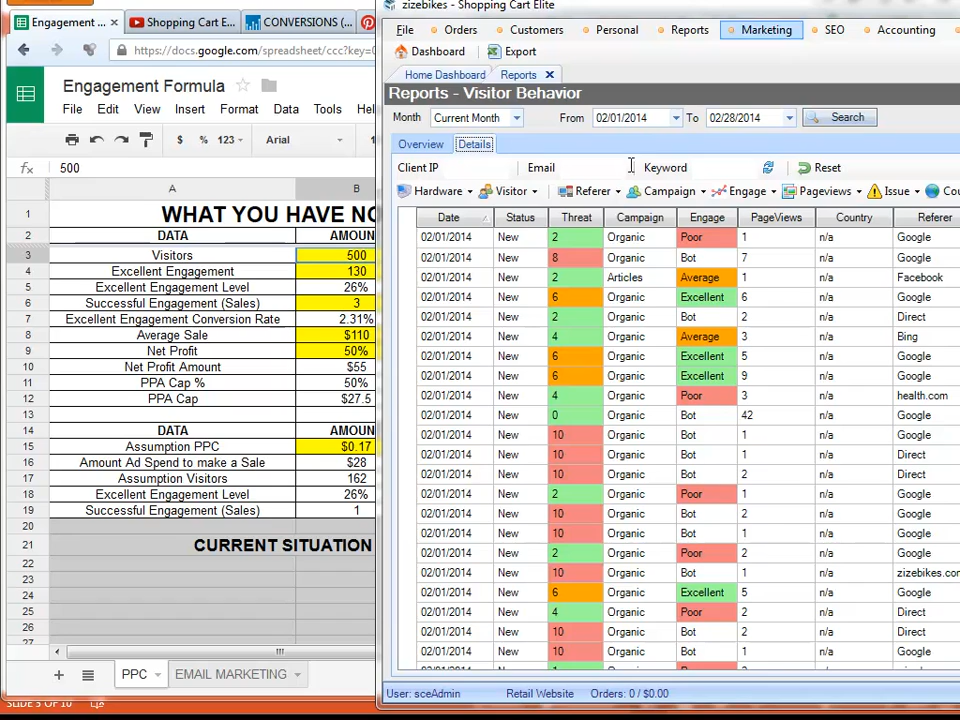 zizebikes - Shopping Cart Elite
Engagement ...
Shopping Cart E...
CONVERSIONS (...
File Orders Customers Personal Reports Marketing SEO Accounting
https://docs.google.com/spreadsheet/ccc?key=
Dashboard Export
Engagement Formula
Home Dashboard Reports
Reports - Visitor Behavior
File Edit View Insert Format Data Tools
Month Current Month From 02/01/2014 To 02/28/2014 Search
$ % 123 Arial
Overview Details
fx 500
Client IP Email Keyword Reset
A B
Hardware Visitor Referer Campaign Engage Pageviews Issue
1 WHAT YOU HAVE NO
2 DATA AMOUN
3 Visitors 500
4 Excellent Engagement 130
5 Excellent Engagement Level 26%
6 Successful Engagement (Sales) 3
7 Excellent Engagement Conversion Rate 2.31%
8 Average Sale $110
9 Net Profit 50%
10 Net Profit Amount $55
11 PPA Cap % 50%
12 PPA Cap $27.5
13
14 DATA AMOUN
15 Assumption PPC $0.17
16 Amount Ad Spend to make a Sale $28
17 Assumption Visitors 162
18 Excellent Engagement Level 26%
19 Successful Engagement (Sales) 1
20
21 CURRENT SITUATION
22
23
24
25
26
27
Date Status Threat Campaign Engage PageViews Country Referer
02/01/2014 New 2 Organic Poor 1 n/a Google
02/01/2014 New 8 Organic Bot 7 n/a Google
02/01/2014 New 2 Articles Average 1 n/a Facebook
02/01/2014 New 6 Organic Excellent 6 n/a Google
02/01/2014 New 2 Organic Bot 2 n/a Direct
02/01/2014 New 4 Organic Average 3 n/a Bing
02/01/2014 New 6 Organic Excellent 5 n/a Google
02/01/2014 New 6 Organic Excellent 9 n/a Google
02/01/2014 New 4 Organic Poor 3 n/a health.com
02/01/2014 New 0 Organic Bot 42 n/a Google
02/01/2014 New 10 Organic Bot 1 n/a Google
02/01/2014 New 10 Organic Bot 1 n/a Direct
02/01/2014 New 10 Organic Bot 2 n/a Direct
02/01/2014 New 2 Organic Poor 1 n/a Google
02/01/2014 New 10 Organic Bot 2 n/a Google
02/01/2014 New 10 Organic Bot 1 n/a Google
02/01/2014 New 2 Organic Poor 2 n/a Google
02/01/2014 New 10 Organic Bot 1 n/a zizebikes.com
02/01/2014 New 6 Organic Excellent 5 n/a Google
02/01/2014 New 4 Organic Poor 2 n/a Direct
02/01/2014 New 10 Organic Bot 2 n/a Direct
02/01/2014 New 10 Organic Bot 1 n/a Google
PPC EMAIL MARKETING
User: sceAdmin Retail Website Orders: 0 / $0.00
SLIDE 5 OF 10